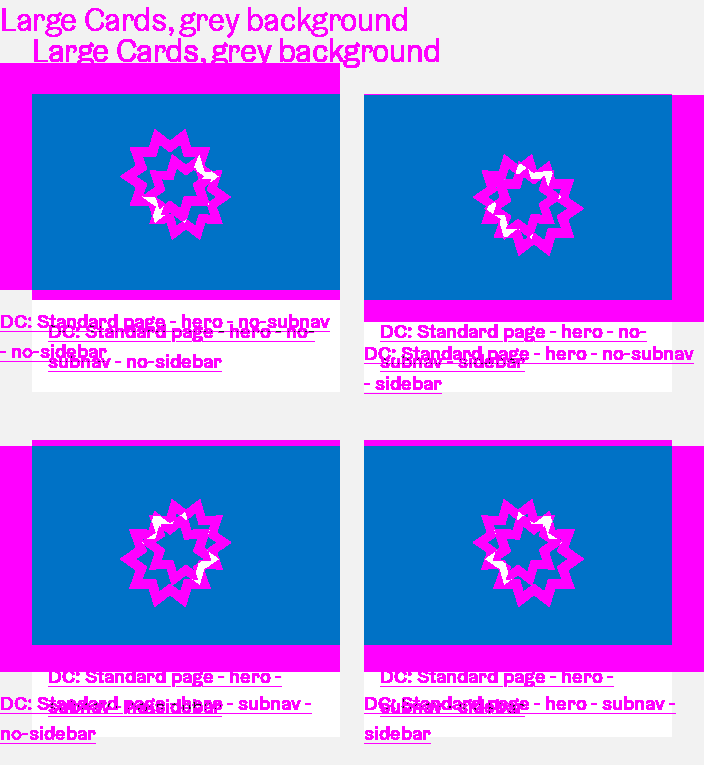 Large Cards, grey background
Large Cards, grey background
DC: Standard page - hero - no-subnav
- no-sidebar
DC: Standard page - hero - no-
subnav - no-sidebar
DC: Standard page - hero - no-
subnav - sidebar
DC: Standard page - hero - no-subnav
- sidebar
DC: Standard page - hero -
subnav - no-sidebar
DC: Standard page - hero - subnav -
no-sidebar
DC: Standard page - hero -
subnav - sidebar
DC: Standard page - hero - subnav -
sidebar